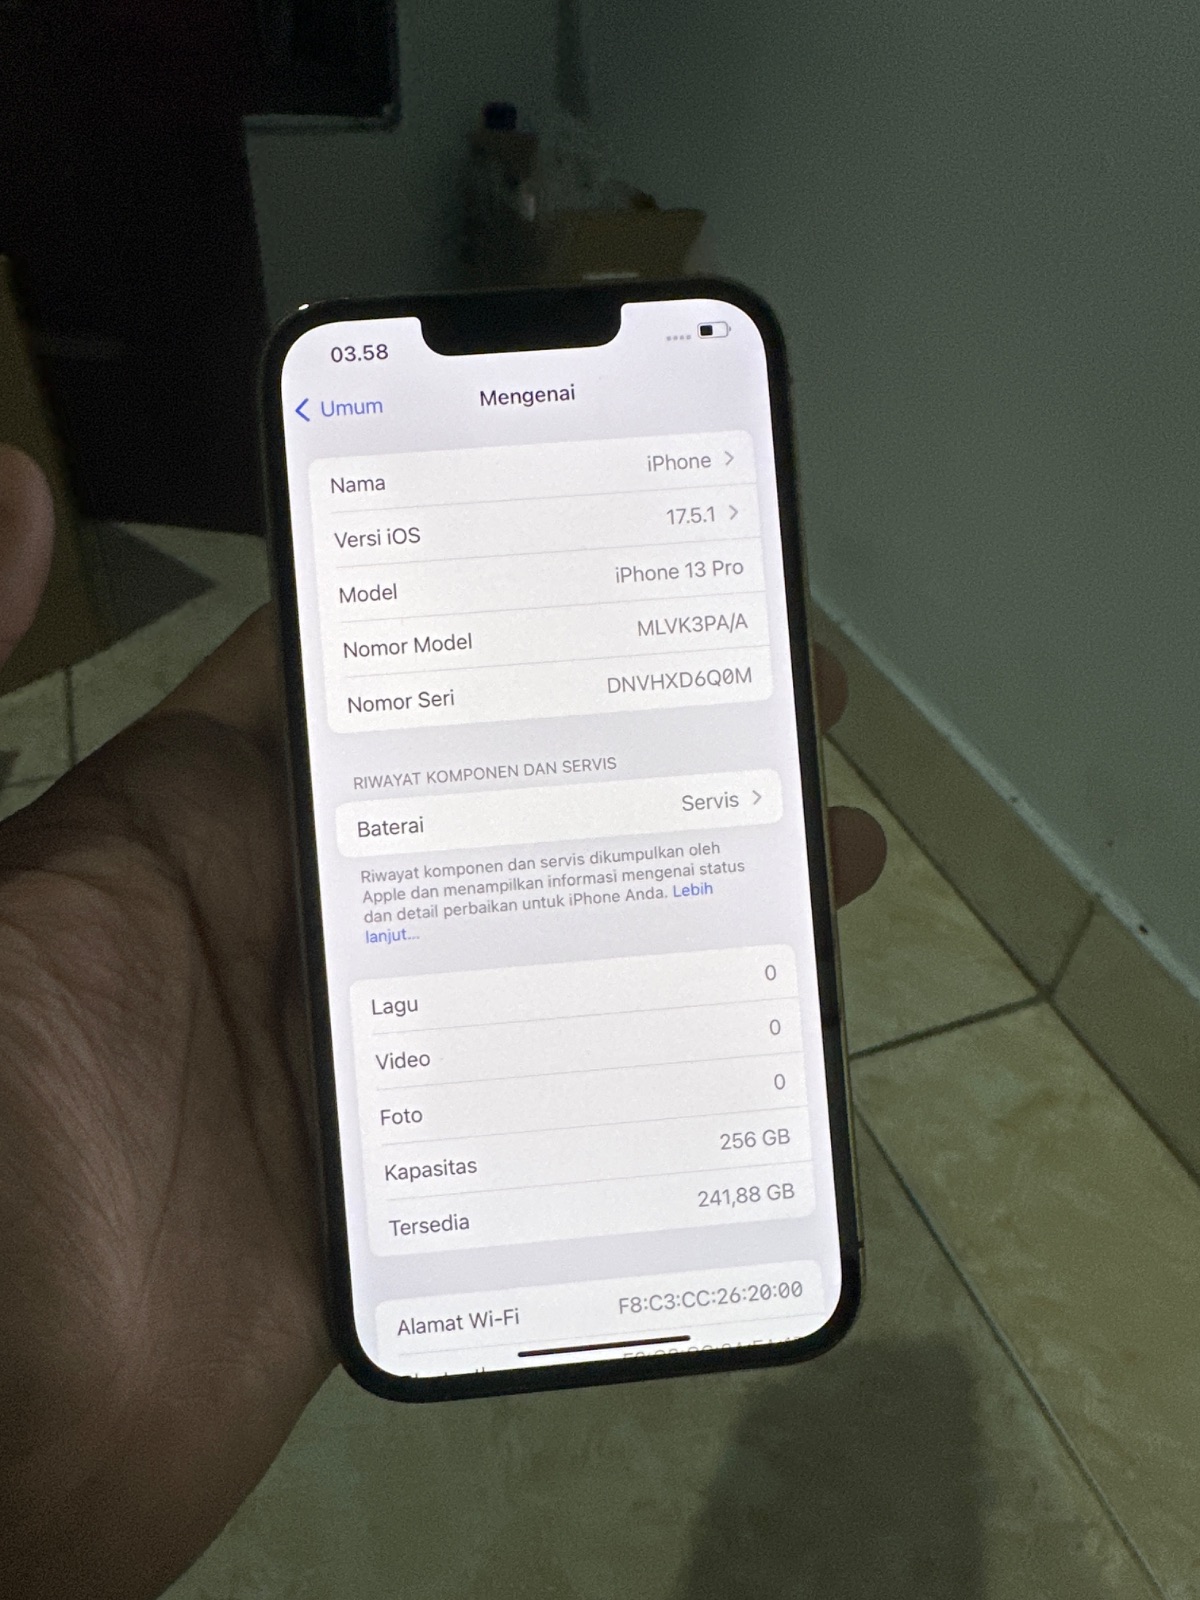 03.58
Umum
Mengenai
Nama iPhone
Versi iOS 17.5.1
Model iPhone 13 Pro
Nomor Model MLVK3PA/A
Nomor Seri DNVHXD6Q0M
RIWAYAT KOMPONEN DAN SERVIS
Baterai Servis
Riwayat komponen dan servis dikumpulkan oleh
Apple dan menampilkan informasi mengenai status
dan detail perbaikan untuk iPhone Anda. Lebih
lanjut...
Lagu 0
Video 0
Foto 0
Kapasitas 256 GB
Tersedia 241,88 GB
Alamat Wi-Fi F8:C3:CC:26:20:00